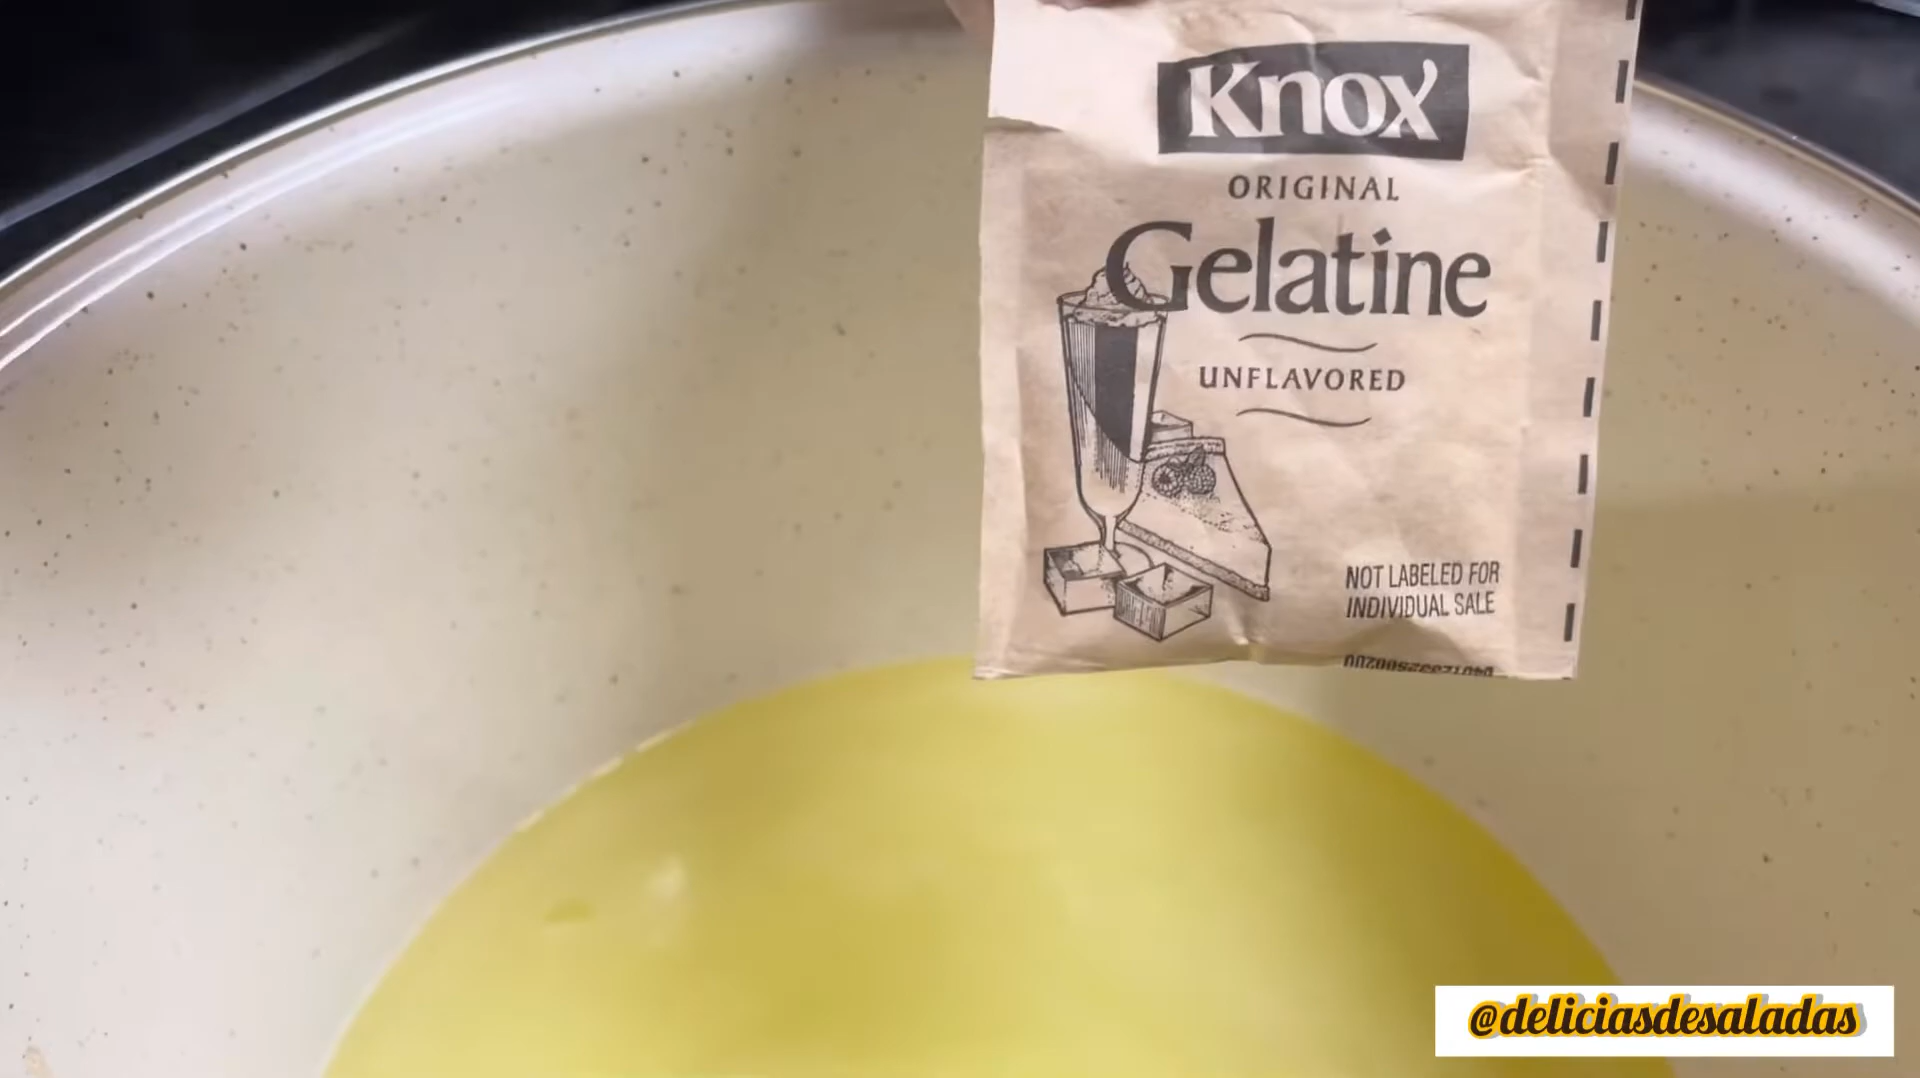 Knox
ORIGINAL
Gelatine
UNFLAVORED
NOT LABELED FOR
INDIVIDUAL SALE
@deliciasdesaladas